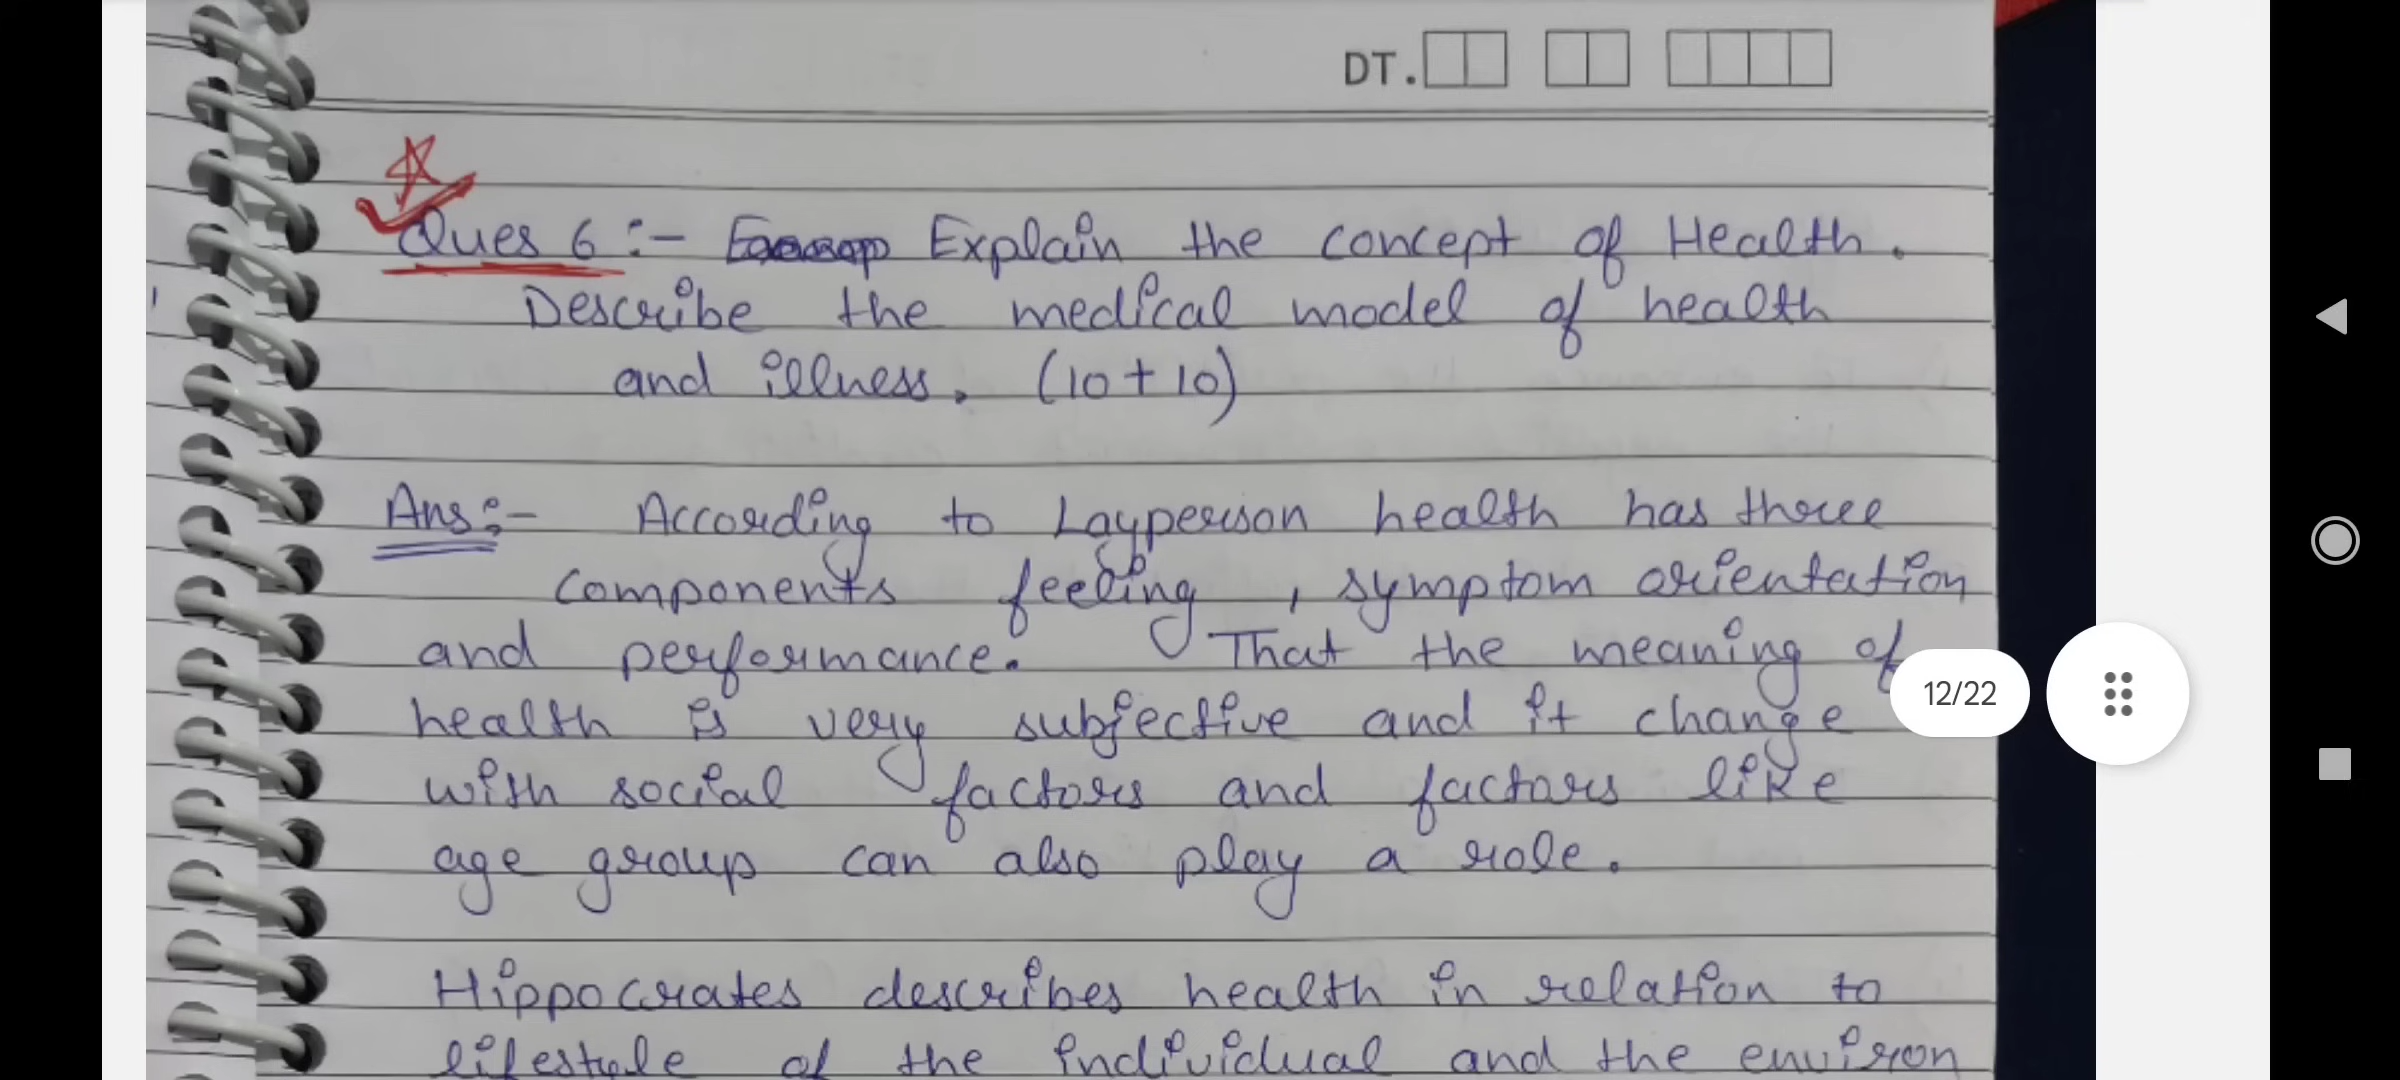 DT.
Ques 6 :- Explain the concept of Health.
Describe the medical model of health
and illness. (10+10)
Ans:- According to Layperson health has three
components feeling, symptom orientation
and performance. That the meaning of
health is very subjective and it change
with social factors and factors like
age group can also play a role.
12/22
Hippocrates describes health in relation to
lifestyle of the individual and the environ